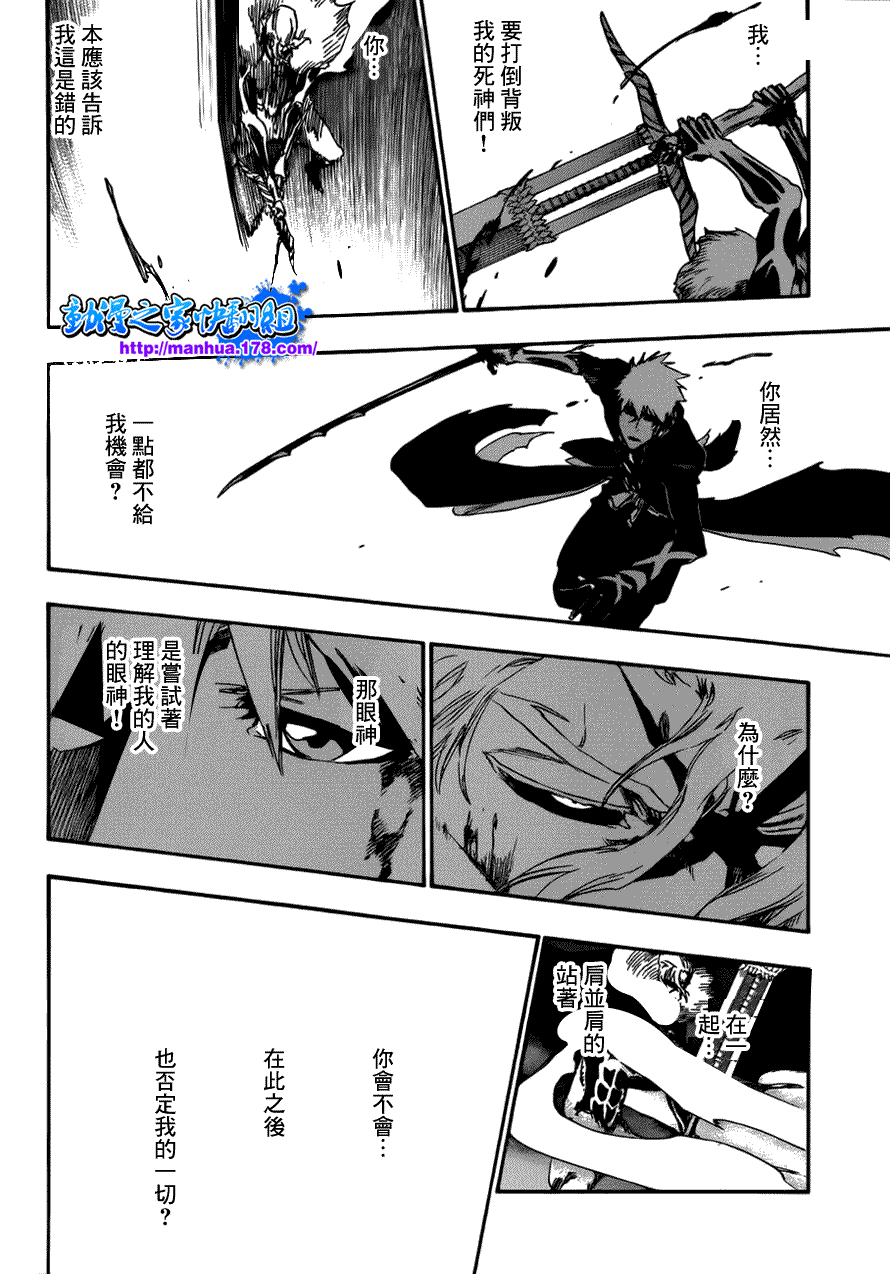 我…
要打倒背叛
我的死神們！
你…
本應該告訴
我這是錯的
動漫之家快翻組
http://manhua.178.com/
你居然…
一點都不給
我機會？
為什麼？
那眼神
是嘗試著
理解我的人
的眼神！
在一
起…
肩並肩的
站著
你會不會…
在此之後
也否定我的一切？